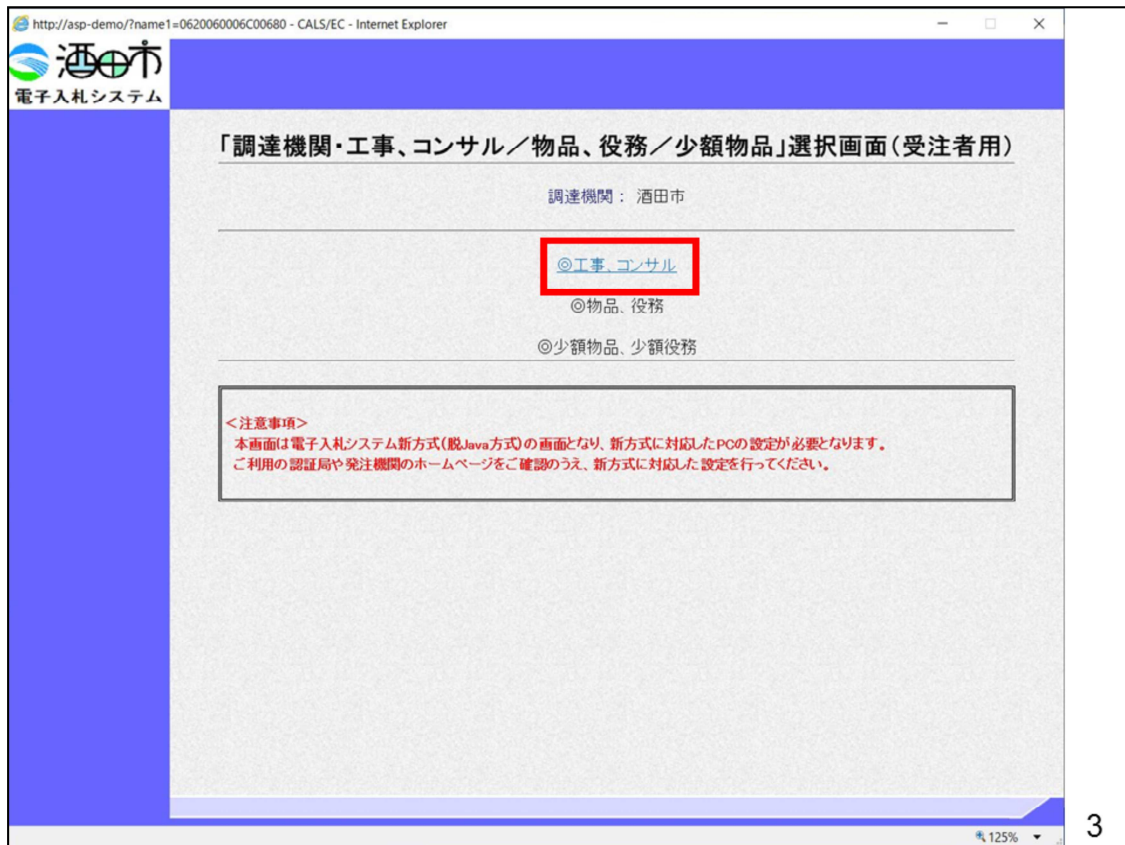 http://asp-demo/?name1=0620060006C00680 - CALS/EC - Internet Explorer
酒田市
電子入札システム
「調達機関・工事、コンサル／物品、役務／少額物品」選択画面（受注者用）
調達機関： 酒田市
◎工事、コンサル
◎物品、役務
◎少額物品、少額役務
＜注意事項＞
本画面は電子入札システム新方式（脱Java方式）の画面となり、新方式に対応したPCの設定が必要となります。
ご利用の認証局や発注機関のホームページをご確認のうえ、新方式に対応した設定を行ってください。
125%
3